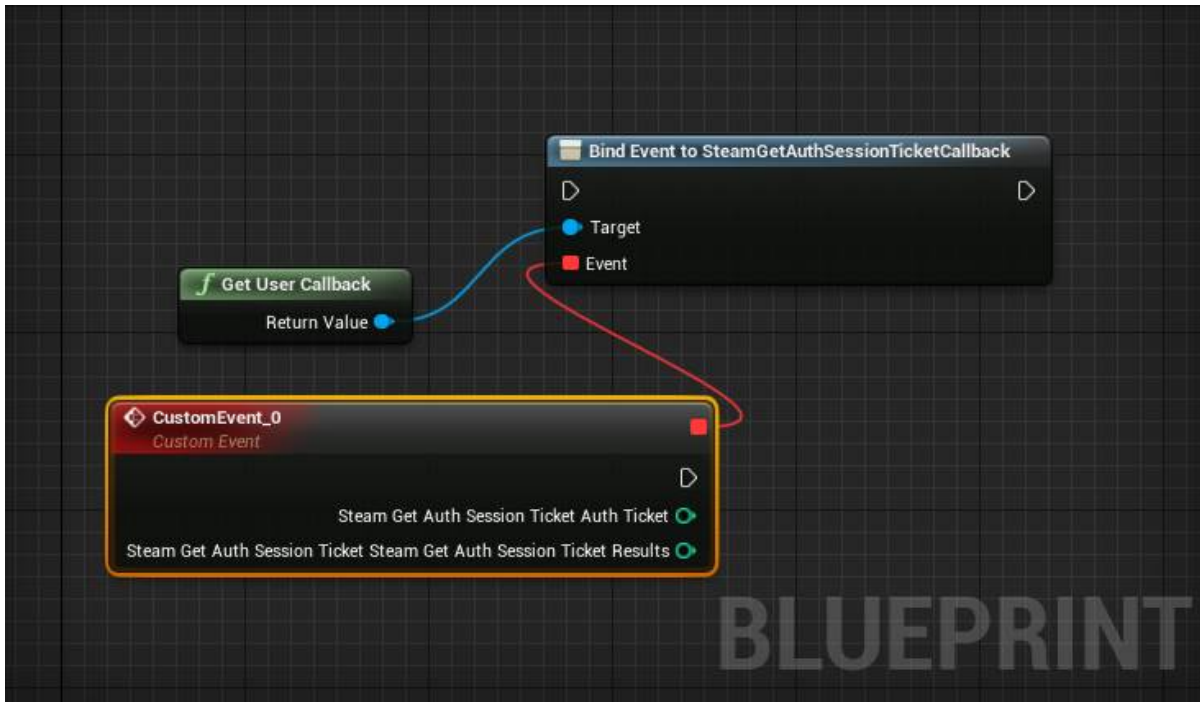 Bind Event to SteamGetAuthSessionTicketCallback
Target
Event
f Get User Callback
Return Value
CustomEvent_0
Custom Event
Steam Get Auth Session Ticket Auth Ticket
Steam Get Auth Session Ticket Steam Get Auth Session Ticket Results
BLUEPRINT